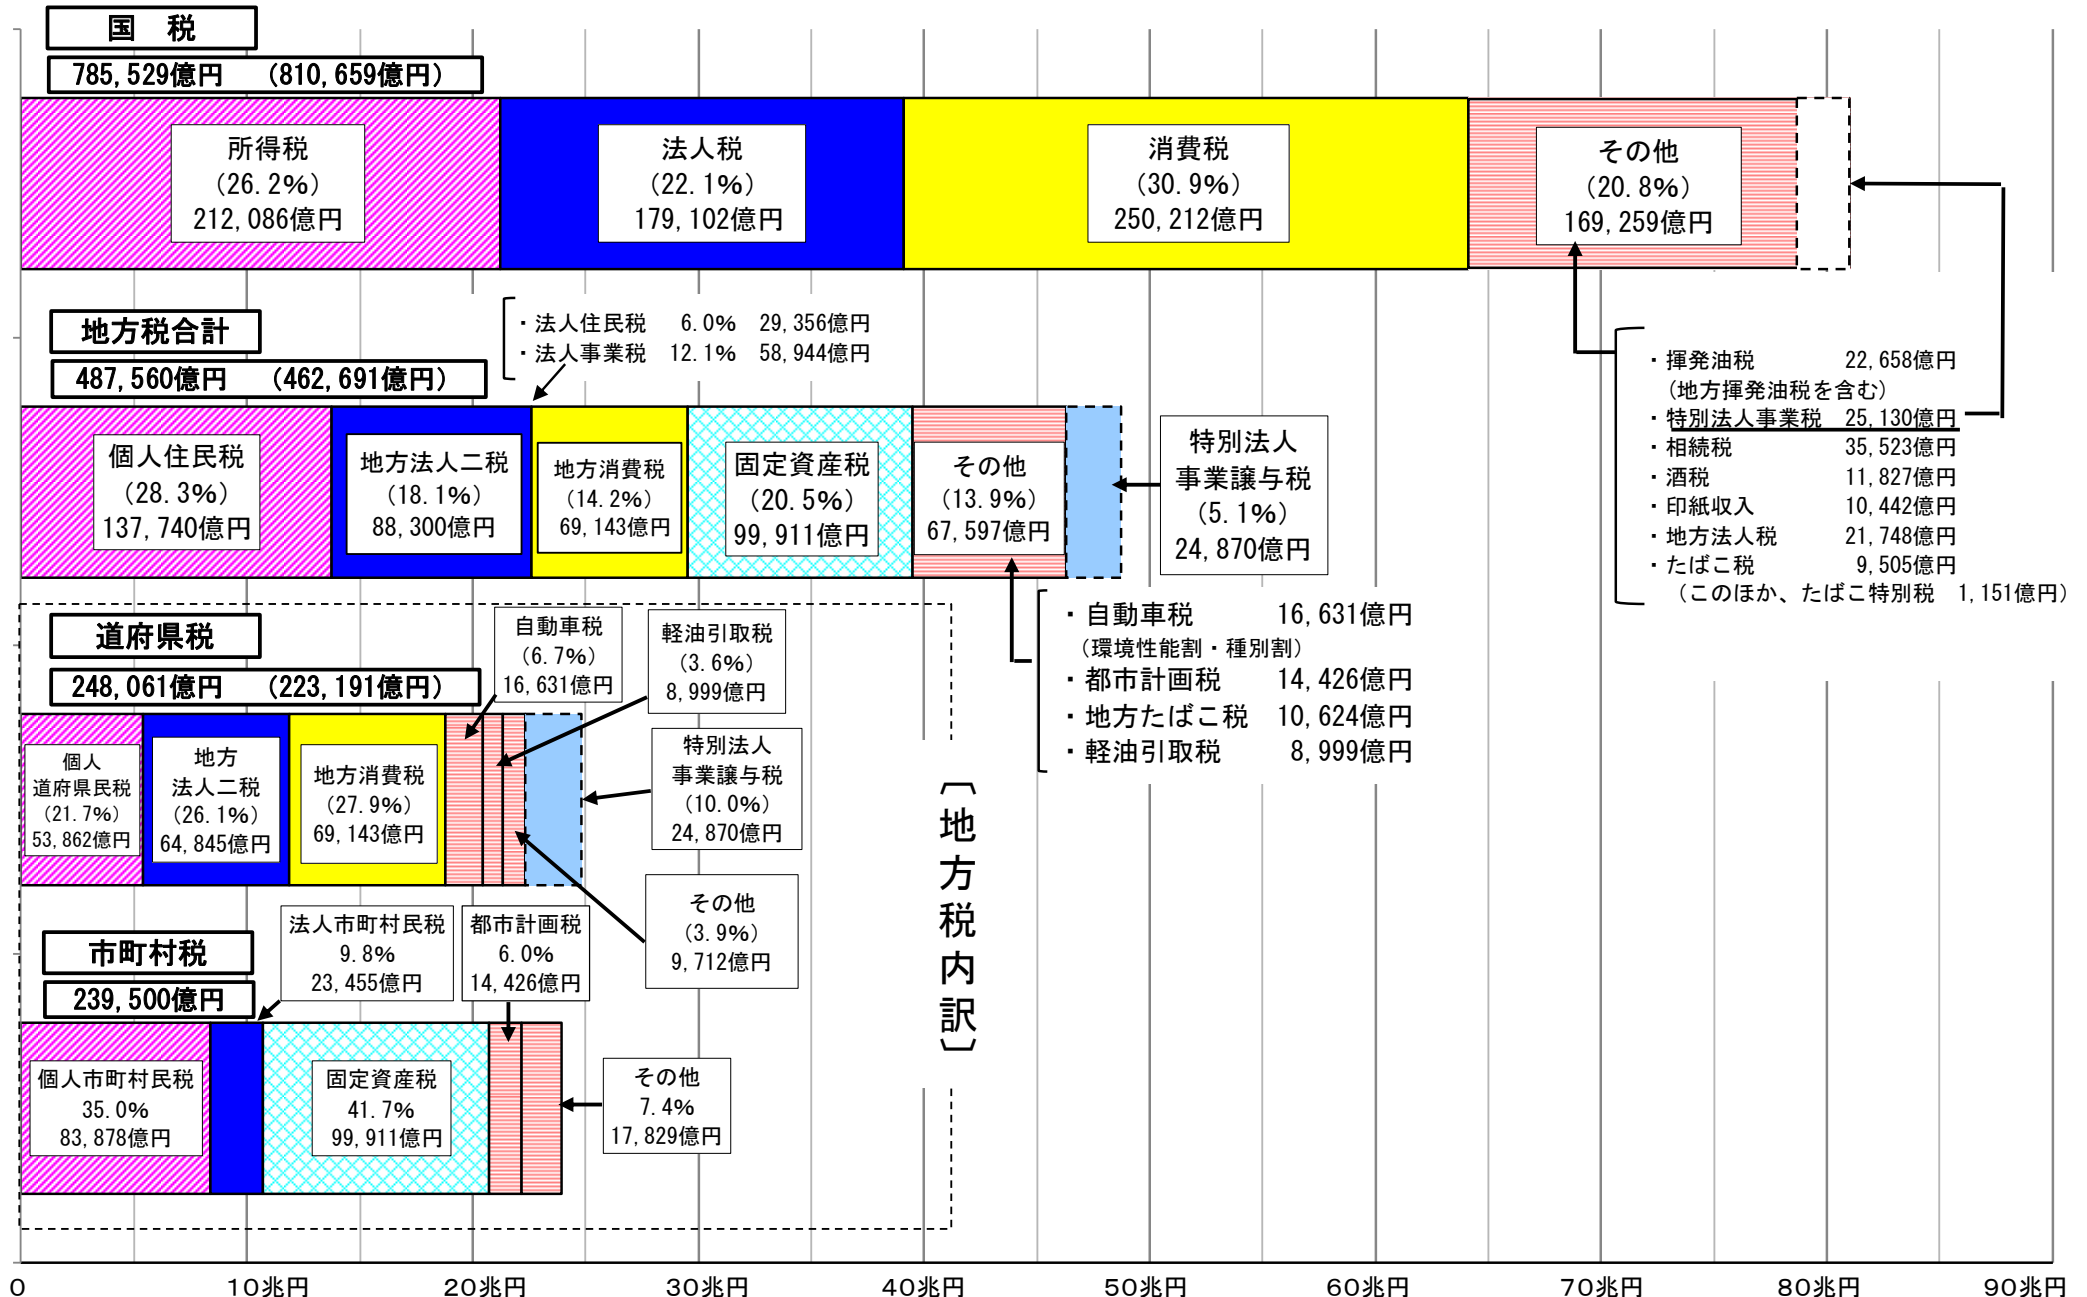 国　税
785,529億円　（810,659億円）
所得税
（26.2％）
212,086億円
法人税
（22.1％）
179,102億円
消費税
（30.9％）
250,212億円
その他
（20.8％）
169,259億円
・揮発油税　22,658億円
（地方揮発油税を含む）
・特別法人事業税　25,130億円
・相続税　35,523億円
・酒税　11,827億円
・印紙収入　10,442億円
・地方法人税　21,748億円
・たばこ税　9,505億円
（このほか、たばこ特別税　1,151億円）
地方税合計
487,560億円　（462,691億円）
・法人住民税　6.0％　29,356億円
・法人事業税　12.1％　58,944億円
個人住民税
（28.3％）
137,740億円
地方法人二税
（18.1％）
88,300億円
地方消費税
（14.2％）
69,143億円
固定資産税
（20.5％）
99,911億円
その他
（13.9％）
67,597億円
特別法人
事業譲与税
（5.1％）
24,870億円
・自動車税　16,631億円
（環境性能割・種別割）
・都市計画税　14,426億円
・地方たばこ税　10,624億円
・軽油引取税　8,999億円
道府県税
248,061億円　（223,191億円）
自動車税
（6.7％）
16,631億円
軽油引取税
（3.6％）
8,999億円
個人
道府県民税
（21.7％）
53,862億円
地方
法人二税
（26.1％）
64,845億円
地方消費税
（27.9％）
69,143億円
特別法人
事業譲与税
（10.0％）
24,870億円
その他
（3.9％）
9,712億円
〔地方税内訳〕
市町村税
239,500億円
法人市町村民税
9.8％
23,455億円
都市計画税
6.0％
14,426億円
個人市町村民税
35.0％
83,878億円
固定資産税
41.7％
99,911億円
その他
7.4％
17,829億円
0　10兆円　20兆円　30兆円　40兆円　50兆円　60兆円　70兆円　80兆円　90兆円